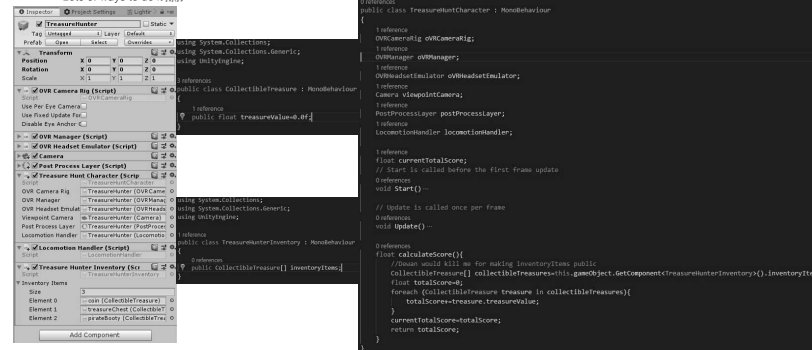 Inspector
Project Settings
Lightin
TreasureHunter
Static
Tag Untagged Layer Default
Prefab Open Select Overrides
Transform
Position X 0 Y 0 Z 0
Rotation X 0 Y 0 Z 0
Scale X 1 Y 1 Z 1
OVR Camera Rig (Script)
Script OVRCameraRig
Use Per Eye Camera
Use Fixed Update For
Disable Eye Anchor C
OVR Manager (Script)
OVR Headset Emulator (Script)
Camera
Post Process Layer (Script)
Treasure Hunt Character (Scrip
Script TreasureHuntCharacter
OVR Camera Rig TreasureHunter (OVRCame
OVR Manager TreasureHunter (OVRManag
OVR Headset Emulat TreasureHunter (OVRHeads
Viewpoint Camera TreasureHunter (Camera)
Post Process Layer TreasureHunter (PostProces
Locomotion Handler TreasureHunter (Locomotio
Locomotion Handler (Script)
Script LocomotionHandler
Treasure Hunter Inventory (Scr
Script TreasureHunterInventory
Inventory Items
Size 3
Element 0 coin (CollectibleTreasure)
Element 1 treasureChest (CollectibleT
Element 2 pirateBooty (CollectibleTrea
Add Component
using System.Collections;
using System.Collections.Generic;
using UnityEngine;
3 references
public class CollectibleTreasure : MonoBehaviour
{
1 reference
public float treasureValue=0.0f;
}
using System.Collections;
using System.Collections.Generic;
using UnityEngine;
1 reference
public class TreasureHunterInventory : MonoBehaviour
{
0 references
public CollectibleTreasure[] inventoryItems;
}
0 references
public class TreasureHuntCharacter : MonoBehaviour
{
1 reference
OVRCameraRig oVRCameraRig;
1 reference
OVRManager oVRManager;
1 reference
OVRHeadsetEmulator oVRHeadsetEmulator;
1 reference
Camera viewpointCamera;
1 reference
PostProcessLayer postProcessLayer;
1 reference
LocomotionHandler locomotionHandler;
1 reference
float currentTotalScore;
// Start is called before the first frame update
0 references
void Start()
// Update is called once per frame
0 references
void Update()
0 references
float calculateScore(){
//Dewan would kill me for making InventoryItems public
CollectibleTreasure[] collectibleTreasures=this.gameObject.GetComponent<TreasureHunterInventory>().inventoryIte
float totalScore=0;
foreach (CollectibleTreasure treasure in collectibleTreasures){
totalScore+=treasure.treasureValue;
}
currentTotalScore=totalScore;
return totalScore;
}